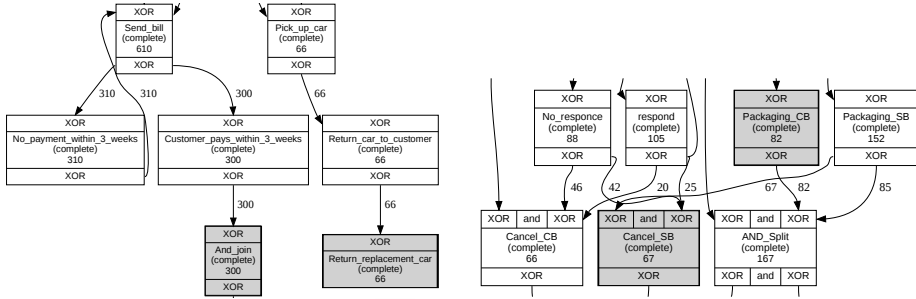 XOR
Send_bill
(complete)
610
XOR
XOR
Pick_up_car
(complete)
66
XOR
310
310
300
66
XOR
No_payment_within_3_weeks
(complete)
310
XOR
XOR
Customer_pays_within_3_weeks
(complete)
300
XOR
XOR
Return_car_to_customer
(complete)
66
XOR
300
66
XOR
And_join
(complete)
300
XOR
XOR
Return_replacement_car
(complete)
66
XOR
No_responce
(complete)
88
XOR
XOR
respond
(complete)
105
XOR
XOR
Packaging_CB
(complete)
82
XOR
XOR
Packaging_SB
(complete)
152
XOR
46
42
20
25
67
82
85
XOR and XOR
Cancel_CB
(complete)
66
XOR
XOR and XOR
Cancel_SB
(complete)
67
XOR
XOR and XOR
AND_Split
(complete)
167
XOR and XOR